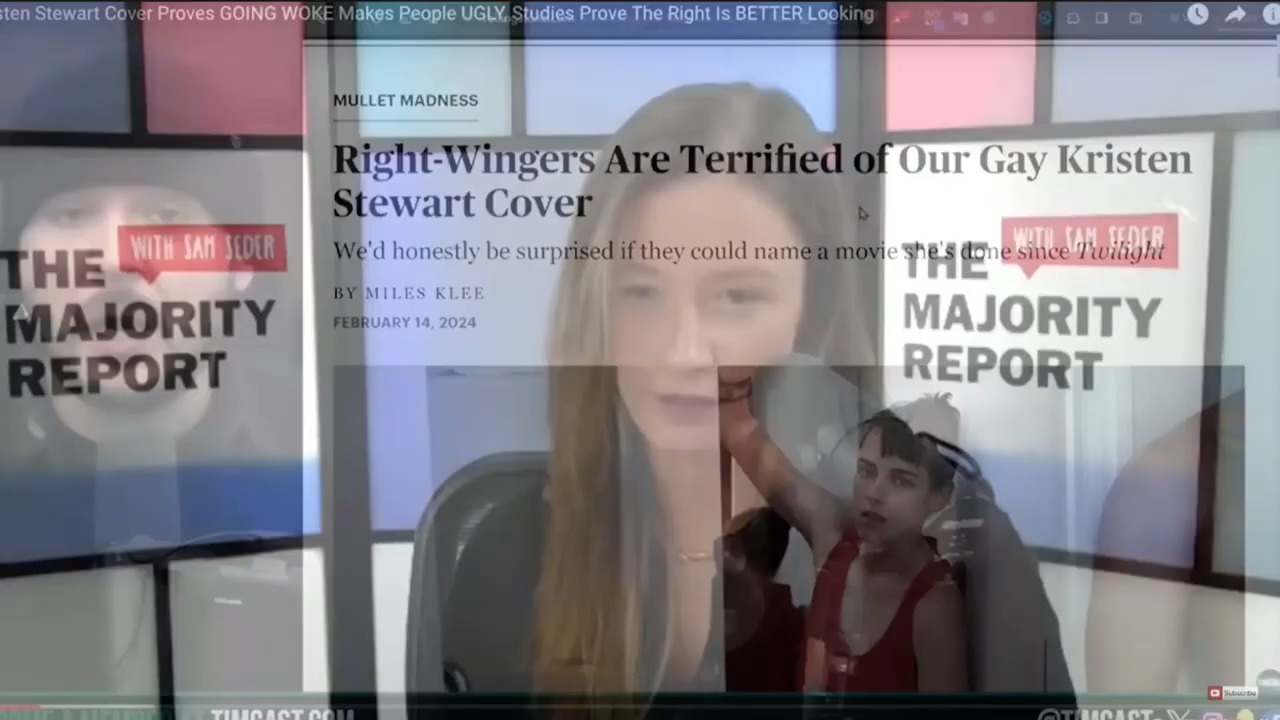 sten Stewart Cover Proves GOING WOKE Makes People UGLY, Studies Prove The Right Is BETTER Looking
MULLET MADNESS
Right-Wingers Are Terrified of Our Gay Kristen
Stewart Cover
We'd honestly be surprised if they could name a movie she's done since Twilight
BY MILES KLEE
FEBRUARY 14, 2024
THE
WITH SAM SEDER
MAJORITY
REPORT
THE
WITH SAM SEDER
MAJORITY
REPORT
Subscribe
TIMCAST.COM
@TIMCAST